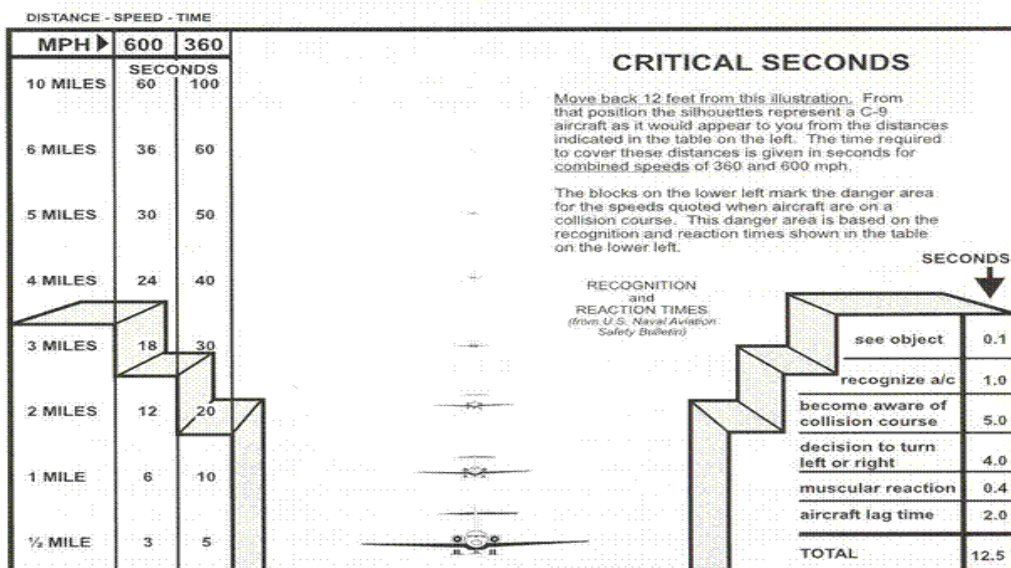 DISTANCE - SPEED - TIME
MPH 600 360
SECONDS
10 MILES 60 100
6 MILES 36 60
5 MILES 30 50
4 MILES 24 40
3 MILES 18 30
2 MILES 12 20
1 MILE 6 10
½ MILE 3 5
CRITICAL SECONDS
Move back 12 feet from this illustration. From
that position the silhouettes represent a C-9
aircraft as it would appear to you from the distances
indicated in the table on the left. The time required
to cover these distances is given in seconds for
combined speeds of 360 and 600 mph.
The blocks on the lower left mark the danger area
for the speeds quoted when aircraft are on a
collision course. This danger area is based on the
recognition and reaction times shown in the table
on the lower left.
RECOGNITION
and
REACTION TIMES
(from U.S. Naval Aviation
Safety Bulletin)
SECONDS
see object 0.1
recognize a/c 1.0
become aware of
collision course 5.0
decision to turn
left or right 4.0
muscular reaction 0.4
aircraft lag time 2.0
TOTAL 12.5